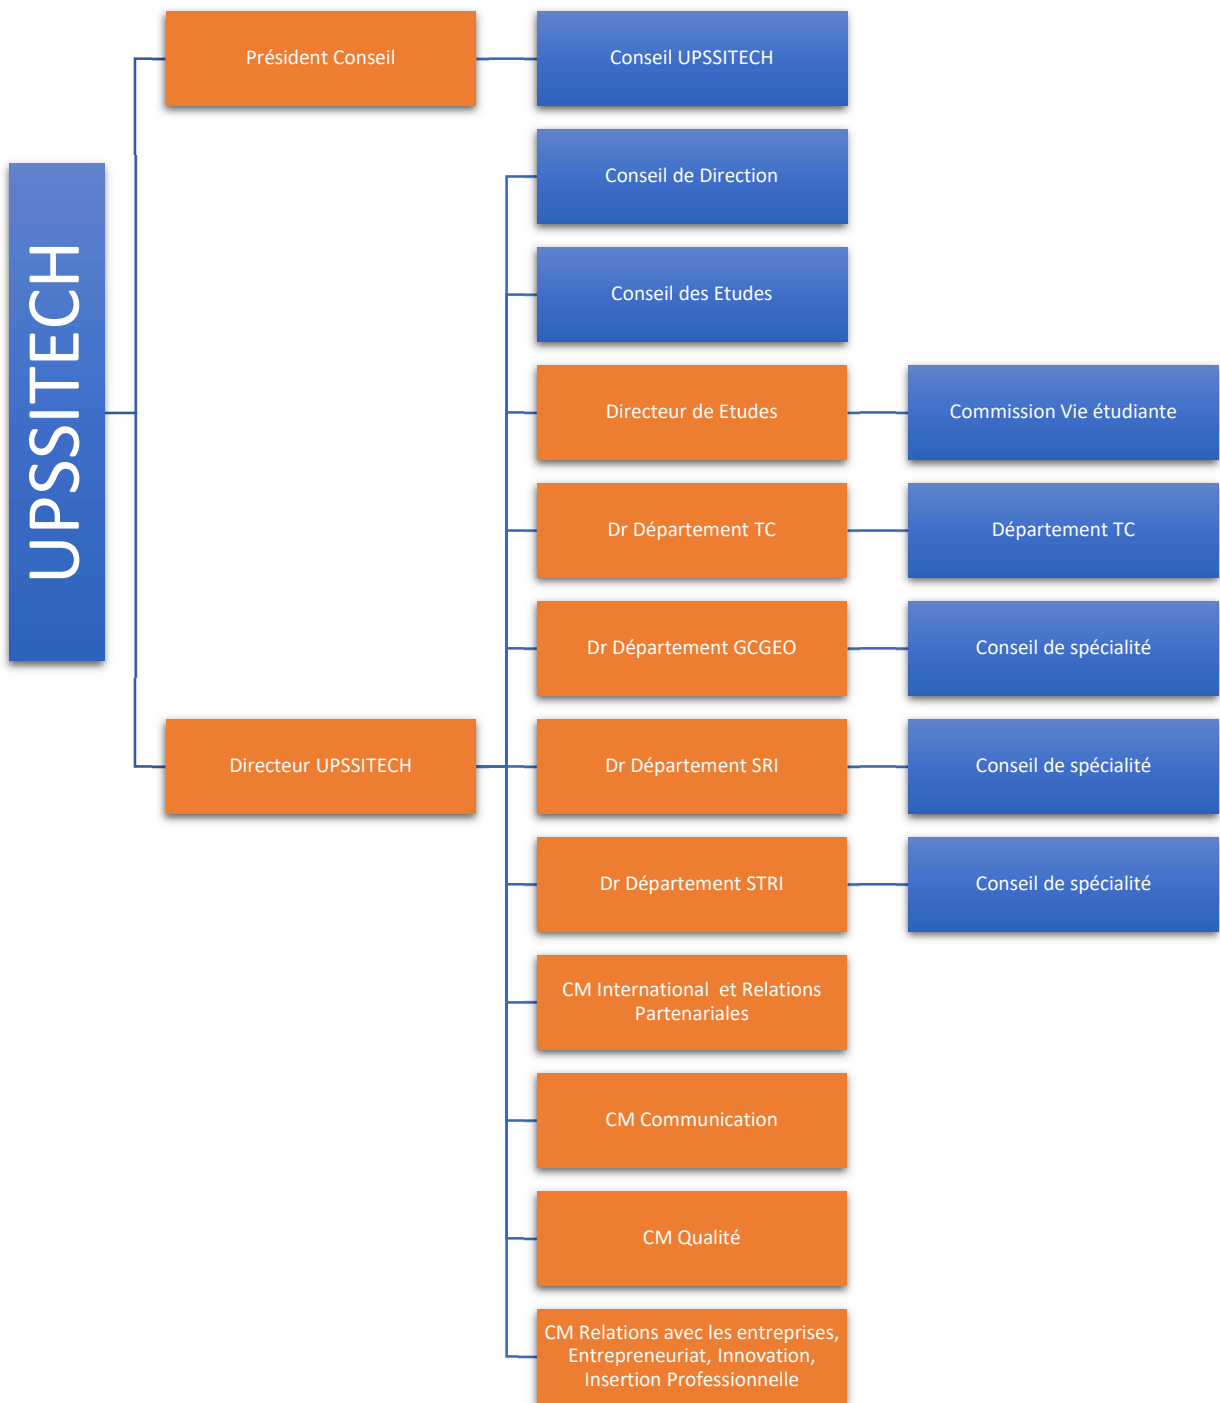 UPSSITECH
Président Conseil
Conseil UPSSITECH
Directeur UPSSITECH
Conseil de Direction
Conseil des Etudes
Directeur de Etudes
Commission Vie étudiante
Dr Département TC
Département TC
Dr Département GCGEO
Conseil de spécialité
Dr Département SRI
Conseil de spécialité
Dr Département STRI
Conseil de spécialité
CM International et Relations
Partenariales
CM Communication
CM Qualité
CM Relations avec les entreprises,
Entrepreneuriat, Innovation,
Insertion Professionnelle